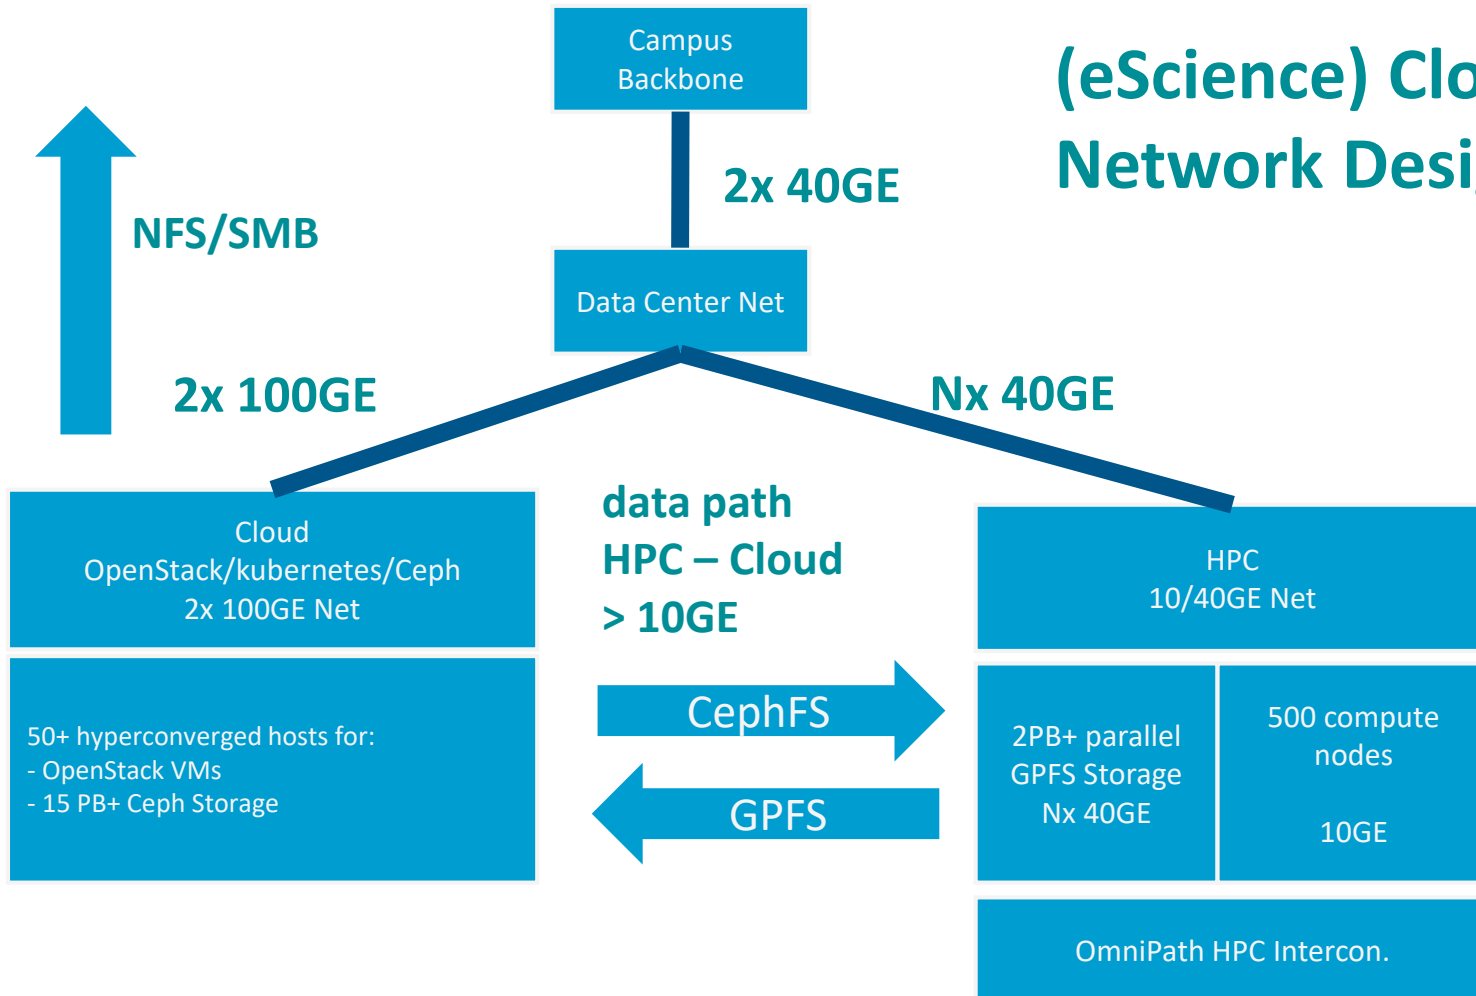 Campus
Backbone
(eScience)
Network
2x 40GE
NFS/SMB
Data Center Net
2x 100GE
Nx 40GE
data path
HPC – Cloud
> 10GE
Cloud
OpenStack/kubernetes/Ceph
2x 100GE Net
HPC
10/40GE Net
50+ hyperconverged hosts for:
- OpenStack VMs
- 15 PB+ Ceph Storage
CephFS
GPFS
2PB+ parallel
GPFS Storage
Nx 40GE
500 compute
nodes
10GE
OmniPath HPC Intercon.